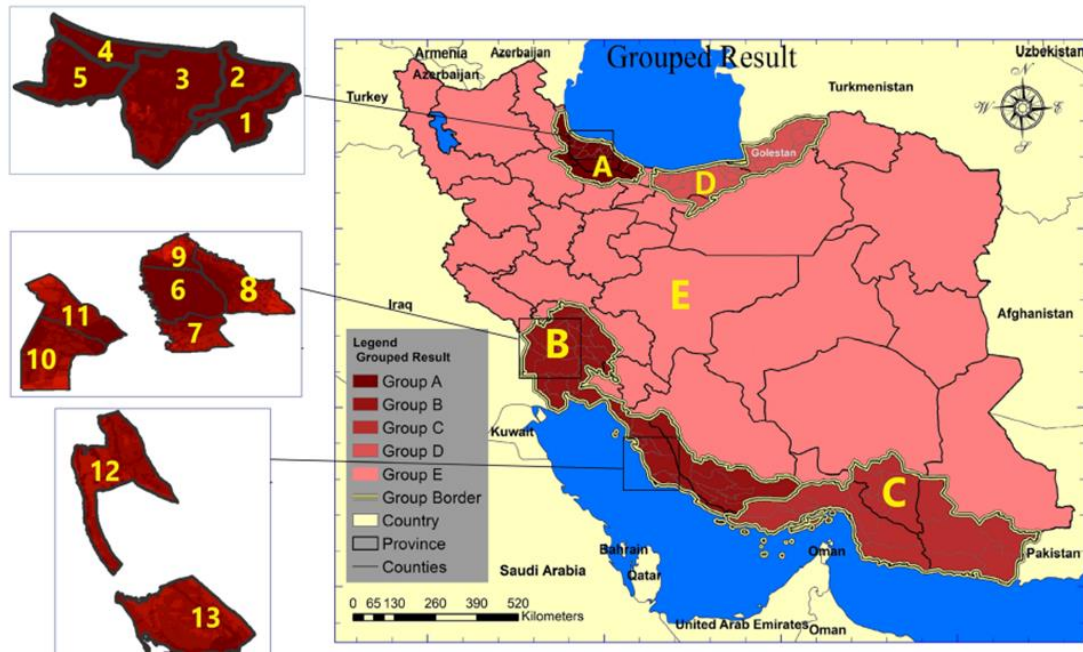 4
5
3
2
1
9
6
8
7
11
10
12
13
Grouped Result
Armenia
Azerbaijan
Azerbaijan
Uzbekistan
Turkey
Turkmenistan
N
W
E
S
Golestan
A
D
E
Iraq
Afghanistan
B
Legend
Grouped Result
Group A
Group B
Group C
Group D
Group E
Group Border
Country
Province
Counties
Kuwait
C
Bahrain
Qatar
Oman
Pakistan
Saudi Arabia
0 65 130 260 390 520
Kilometers
United Arab Emirates
Oman